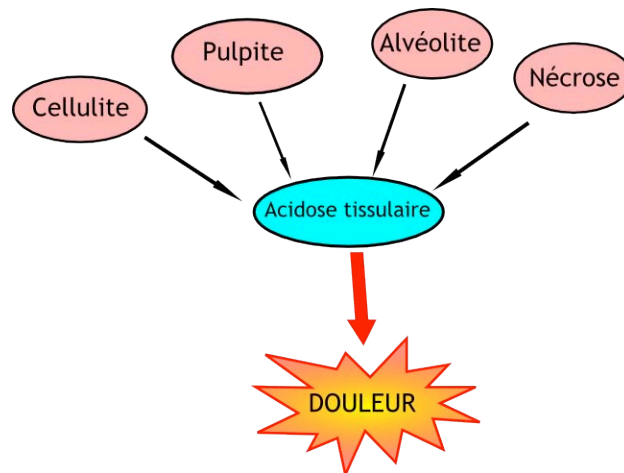 Cellulite
Pulpite
Alvéolite
Nécrose
Acidose tissulaire
DOULEUR